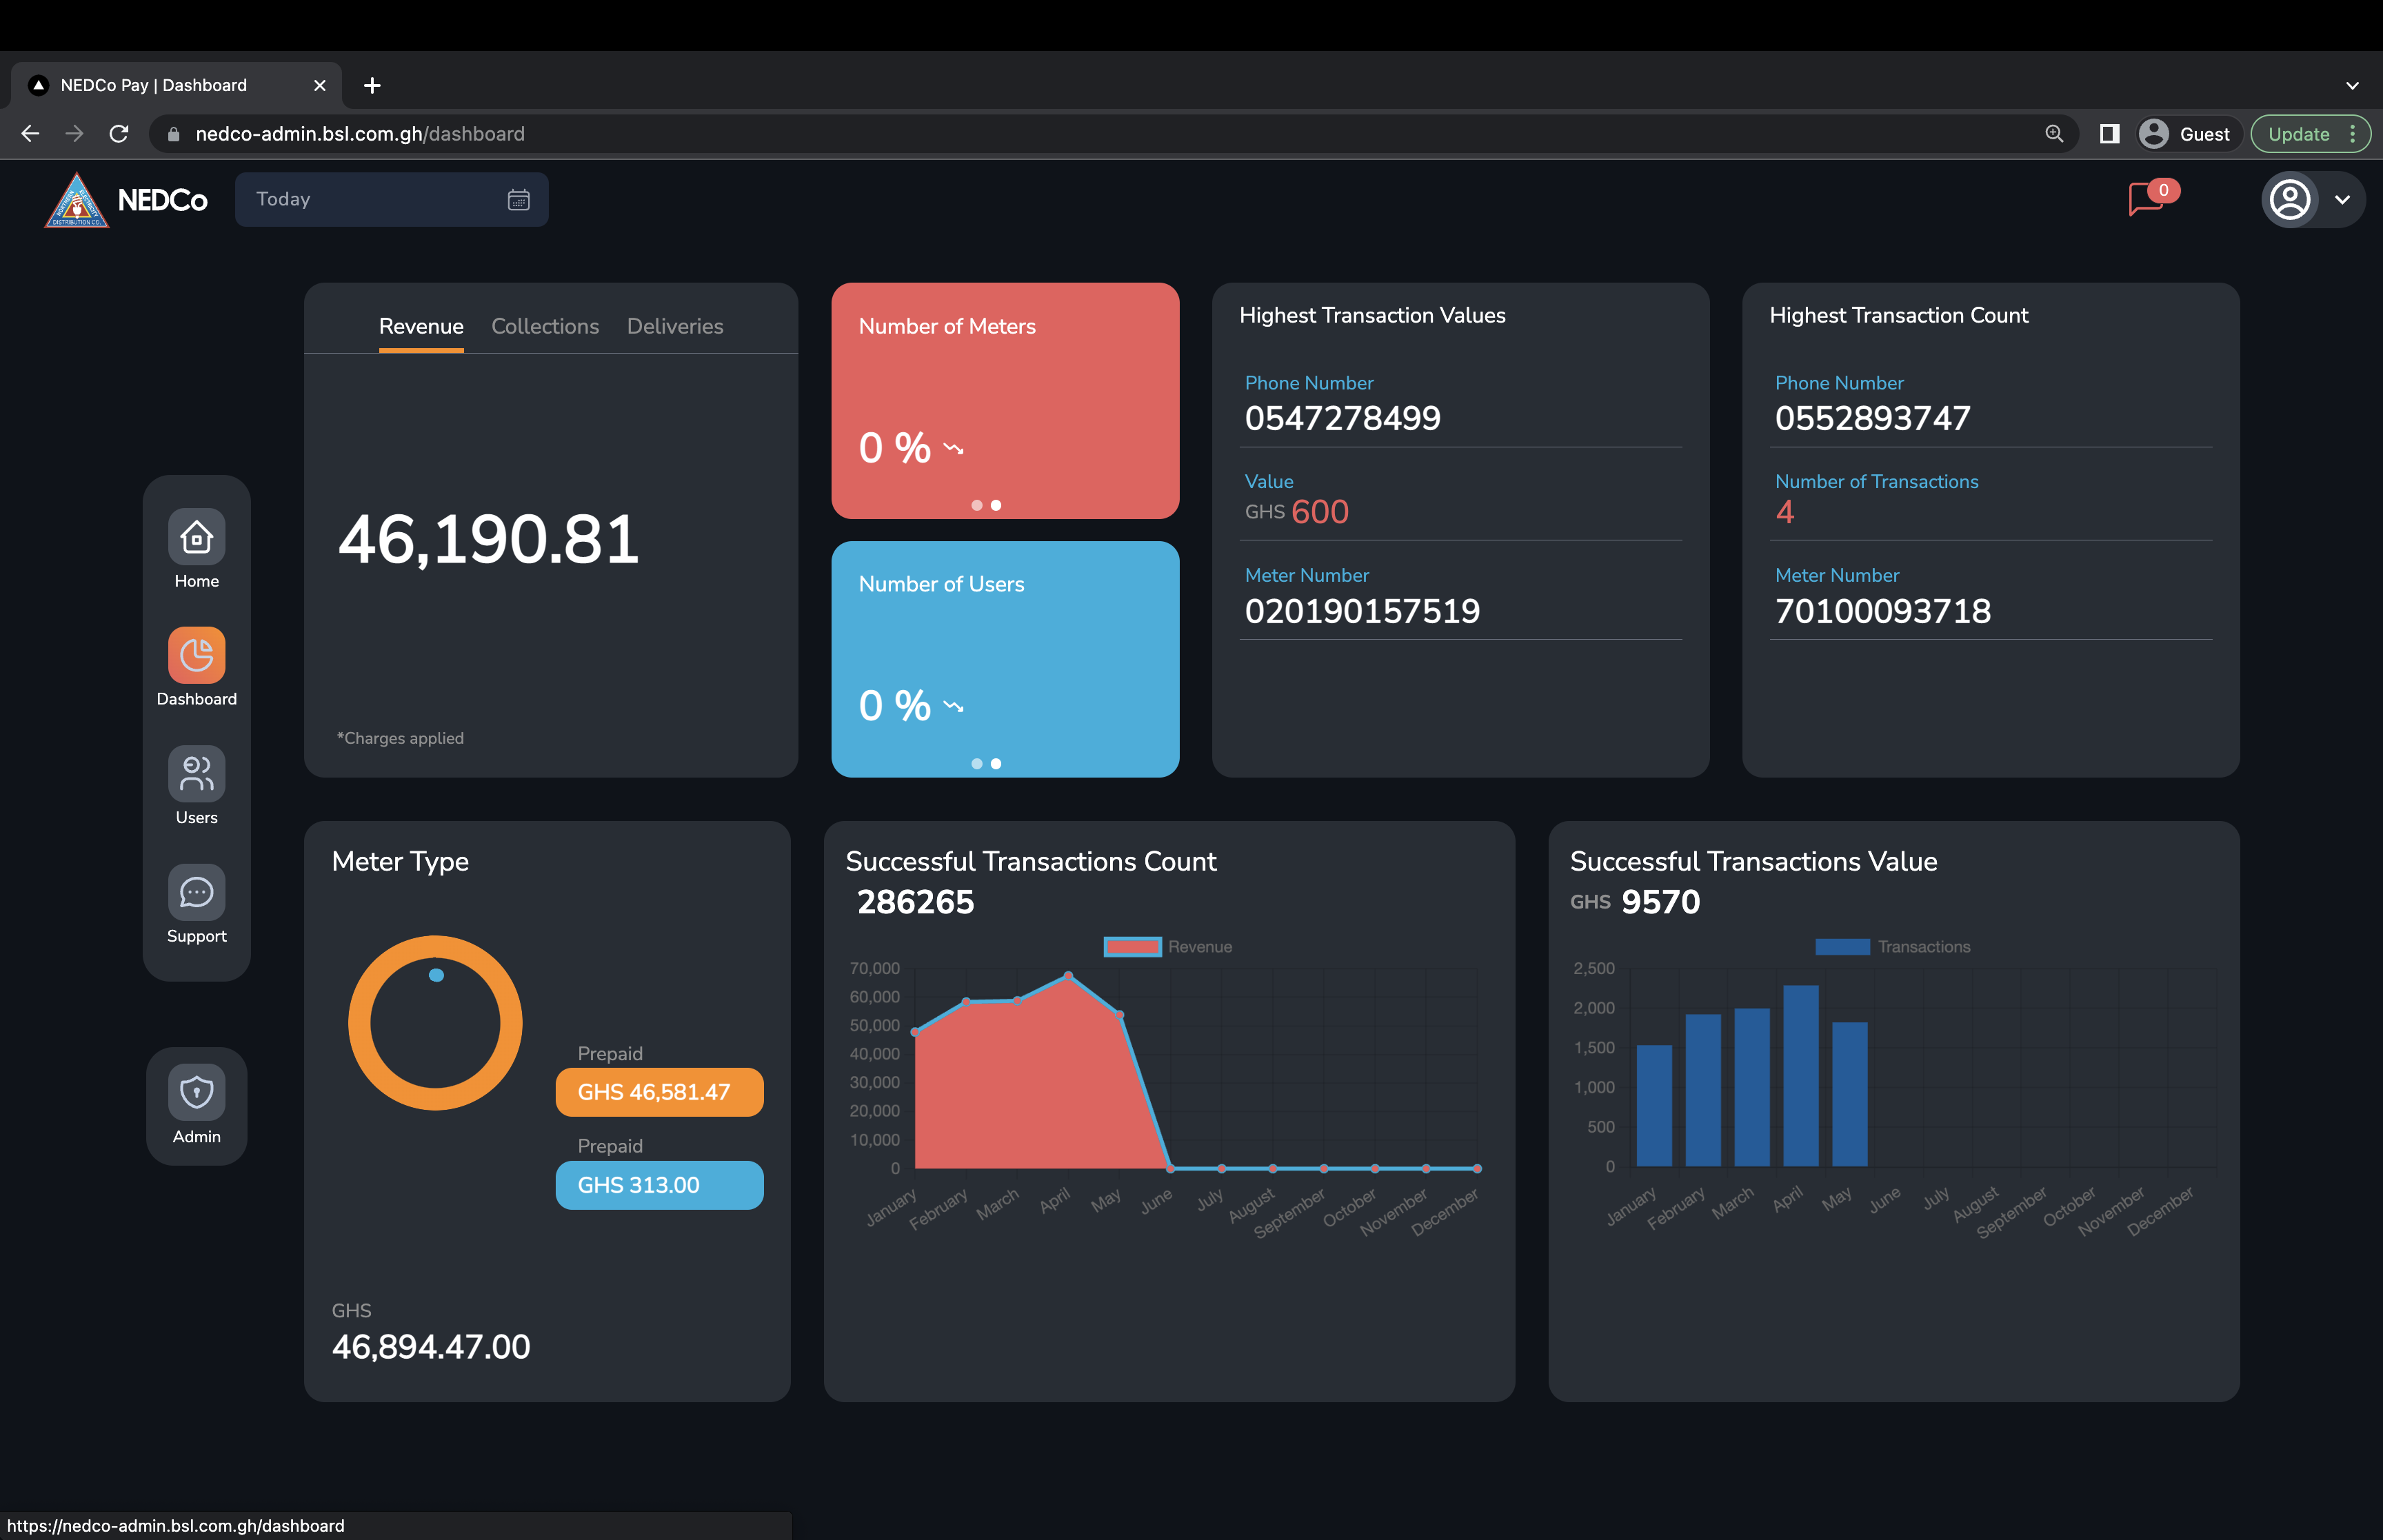 NEDCo Pay | Dashboard
nedco-admin.bsl.com.gh/dashboard
Guest
Update
NORTHERN ELECTRICITY
DISTRIBUTION CO.
NEDCo
Today
0
Home
Dashboard
Users
Support
Admin
Revenue Collections Deliveries
46,190.81
*Charges applied
Number of Meters
0 %
Number of Users
0 %
Highest Transaction Values
Phone Number
0547278499
Value
GHS 600
Meter Number
020190157519
Highest Transaction Count
Phone Number
0552893747
Number of Transactions
4
Meter Number
70100093718
Meter Type
Prepaid
GHS 46,581.47
Prepaid
GHS 313.00
GHS
46,894.47.00
Successful Transactions Count
286265
Revenue
70,000
60,000
50,000
40,000
30,000
20,000
10,000
0
January February March April May June July August September October November December
Successful Transactions Value
GHS 9570
Transactions
2,500
2,000
1,500
1,000
500
0
January February March April May June July August September October November December
https://nedco-admin.bsl.com.gh/dashboard